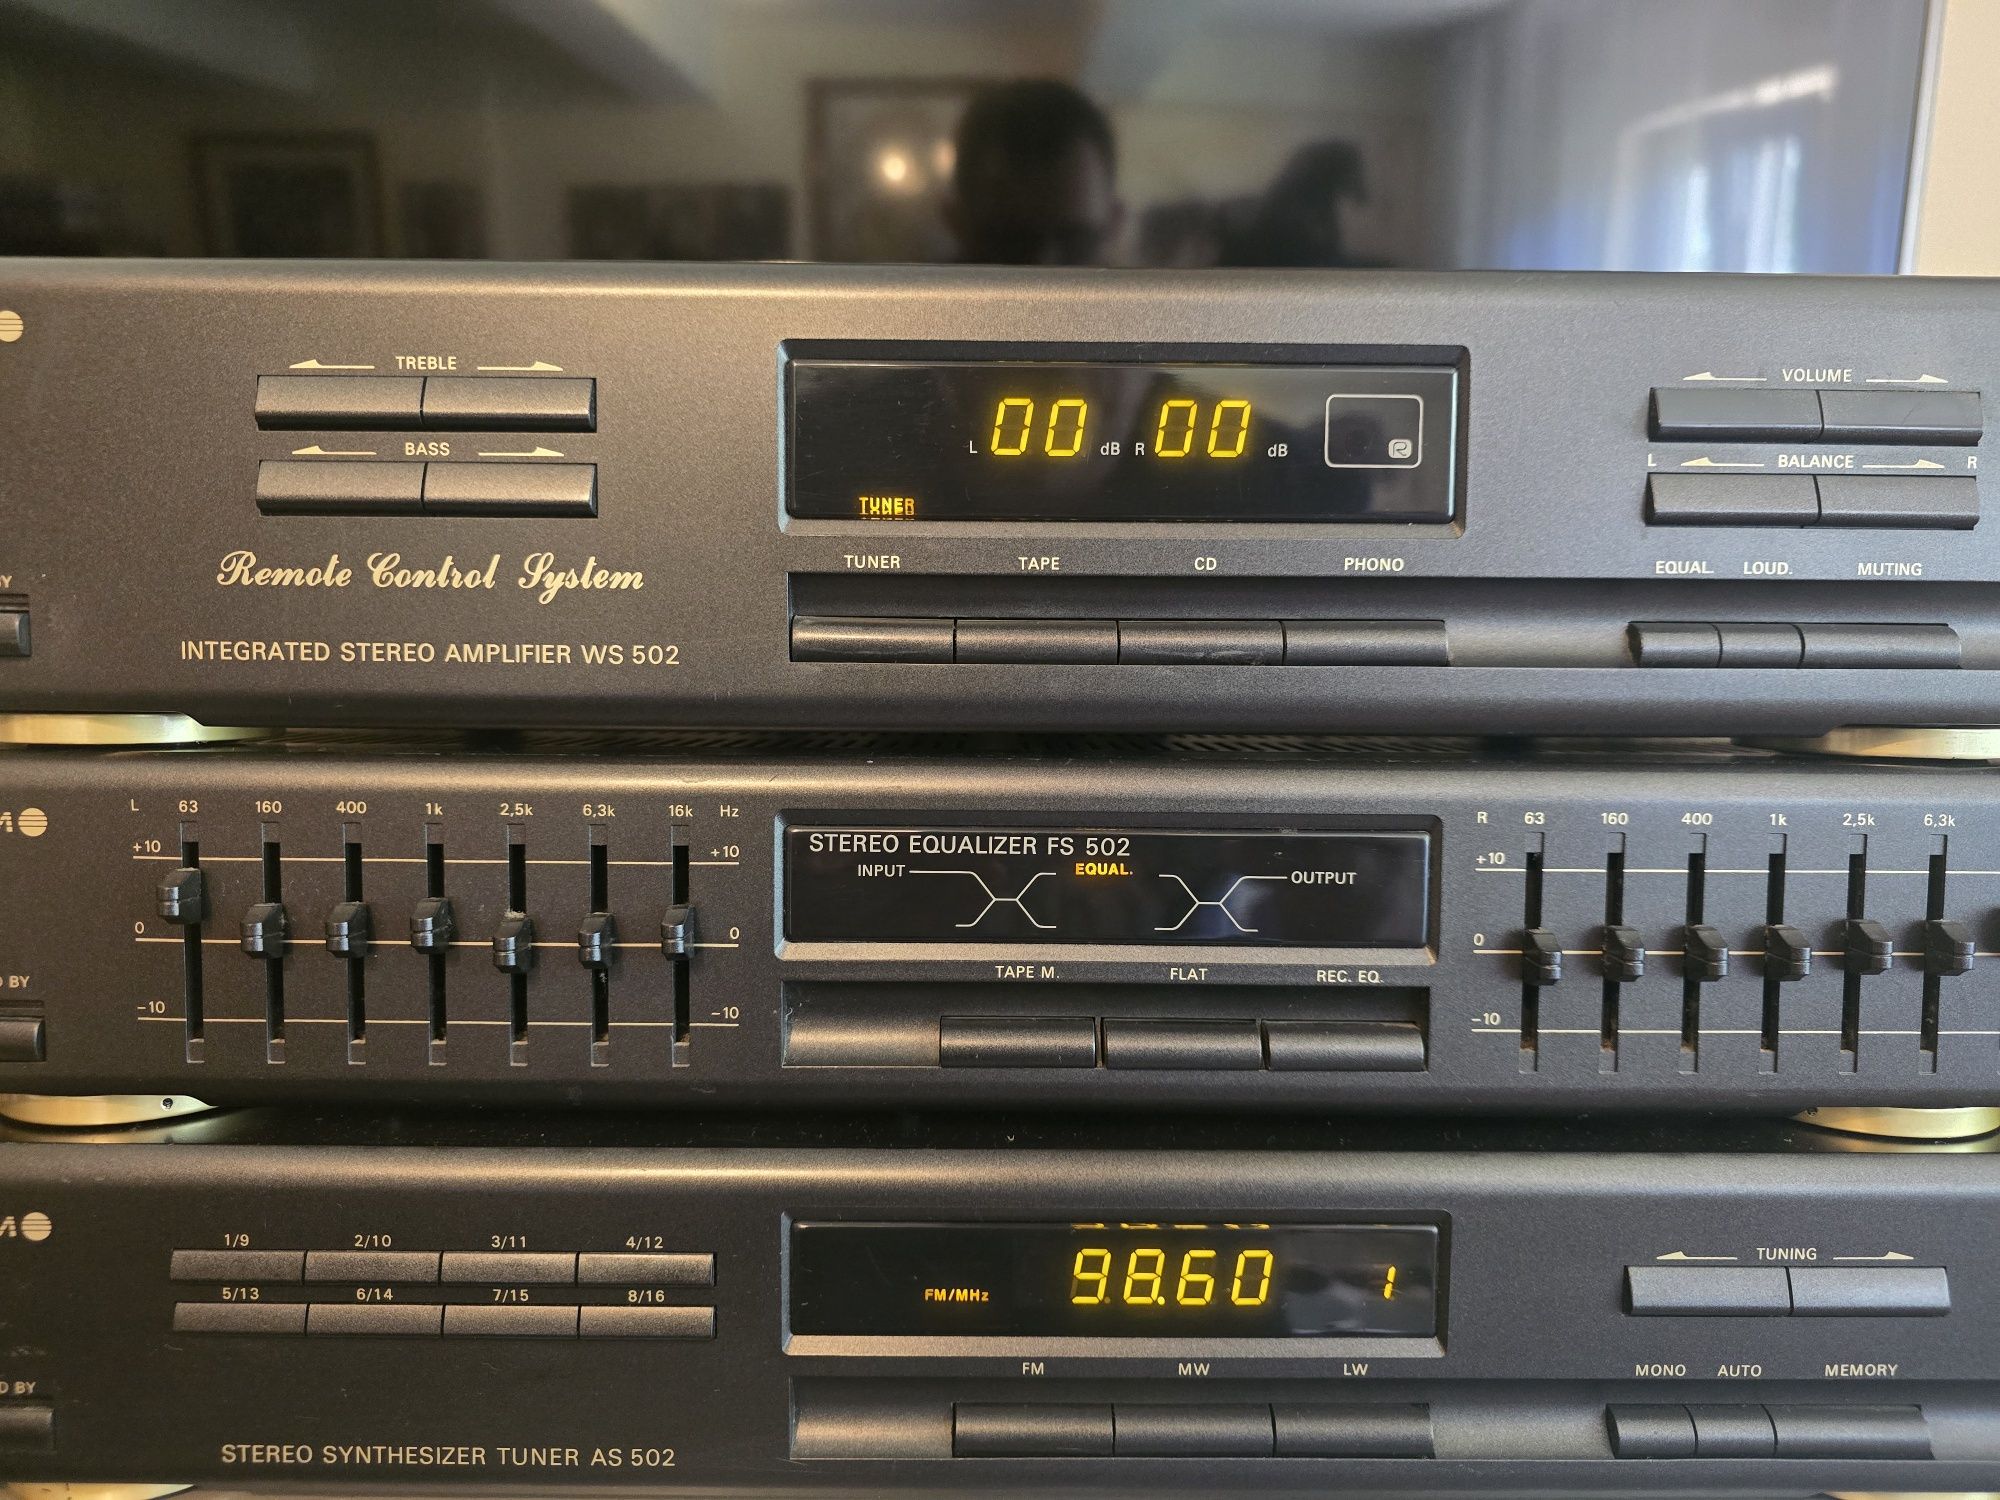 TREBLE
BASS
Remote Control System
INTEGRATED STEREO AMPLIFIER WS 502
L 00 dB R 00 dB
R
TUNER
TUNER TAPE CD PHONO
VOLUME
L BALANCE R
EQUAL. LOUD. MUTING
L 63 160 400 1k 2,5k 6,3k 16k Hz
+10 +10
0 0
-10 -10
D BY
STEREO EQUALIZER FS 502
INPUT EQUAL. OUTPUT
TAPE M. FLAT REC. EQ.
R 63 160 400 1k 2,5k 6,3k
+10
0
-10
1/9 2/10 3/11 4/12
5/13 6/14 7/15 8/16
D BY
STEREO SYNTHESIZER TUNER AS 502
FM/MHz 98.60 1
FM MW LW
TUNING
MONO AUTO MEMORY